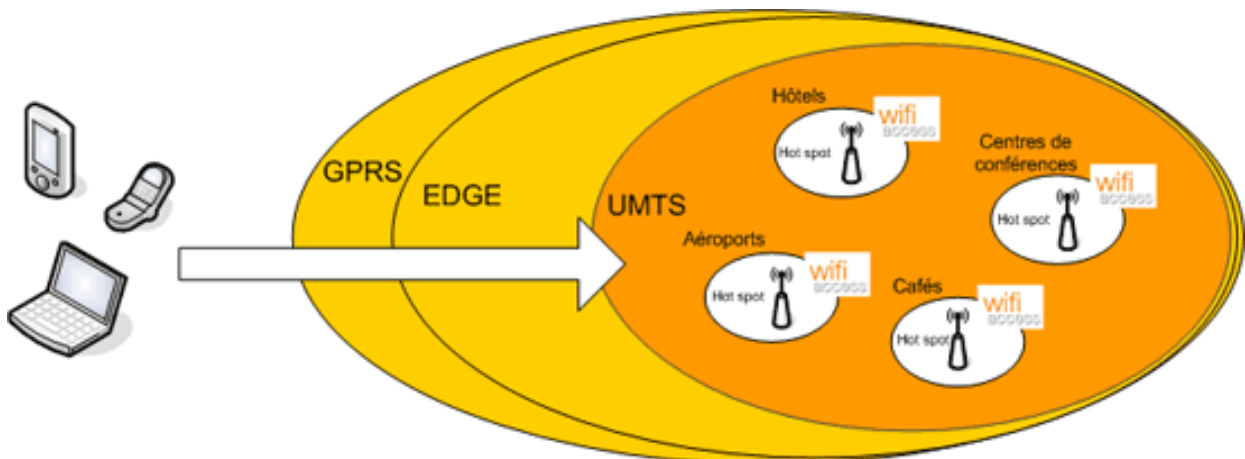 GPRS
EDGE
UMTS
Hôtels
Hot spot
wifi
access
Centres de
conférences
Hot spot
wifi
access
Aéroports
Hot spot
wifi
access
Cafés
Hot spot
wifi
access